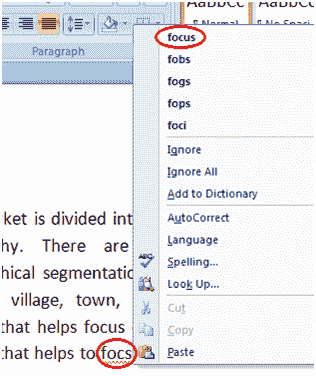 AaBbCc AaBbCc
¶ Normal ¶ No Spaci
Paragraph
focus
fobs
fogs
fops
foci
Ignore
Ignore All
Add to Dictionary
AutoCorrect
Language
Spelling...
Look Up...
Cut
Copy
Paste
ket is divided int
hy. There are
hical segmentatio
village, town,
that helps focus
that helps to focs